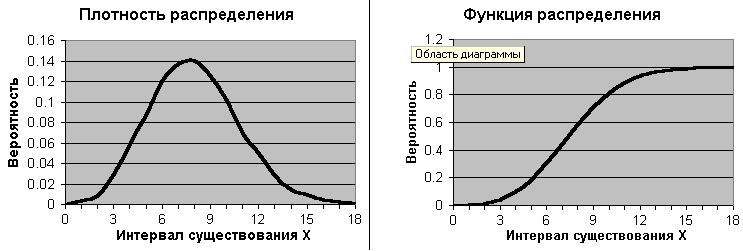 Плотность распределения
0.16
0.14
0.12
0.1
0.08
0.06
0.04
0.02
0
Вероятность
0 3 6 9 12 15 18
Интервал существования X
Функция распределения
Область диаграммы
1.2
1
0.8
0.6
0.4
0.2
0
Вероятность
0 3 6 9 12 15 18
Интервал существования X